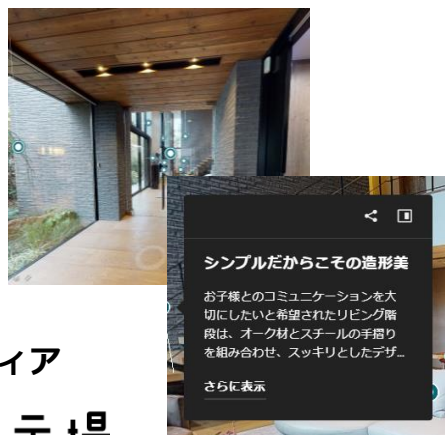 シンプルだからこその造形美
お子様とのコミュニケーションを大
切にしたいと希望されたリビング階
段は、オーク材とスチールの手摺り
を組み合わせ、スッキリとしたデザ...
さらに表示
ィア
示場